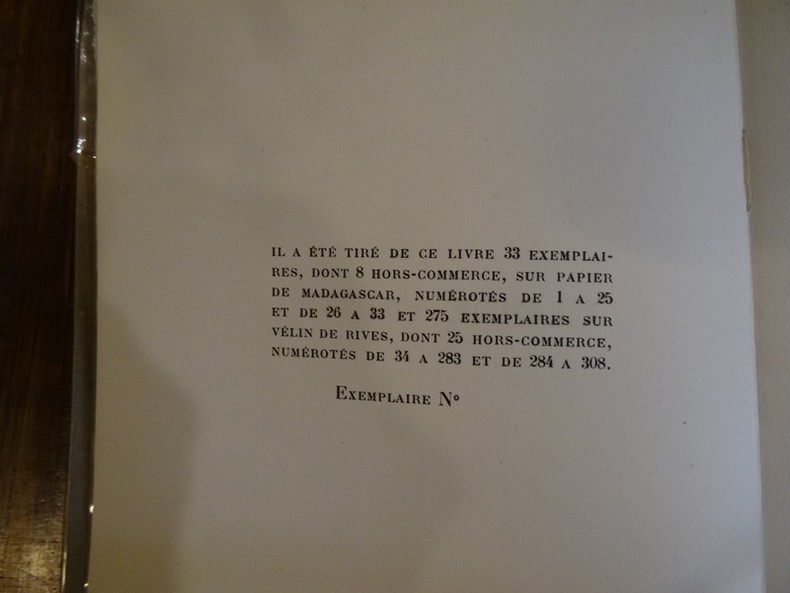 IL A ÉTÉ TIRÉ DE CE LIVRE 33 EXEMPLAI-
RES, DONT 8 HORS-COMMERCE, SUR PAPIER
DE MADAGASCAR, NUMÉROTÉS DE 1 A 25
ET DE 26 A 33 ET 275 EXEMPLAIRES SUR
VÉLIN DE RIVES, DONT 25 HORS-COMMERCE,
NUMÉROTÉS DE 34 A 283 ET DE 284 A 308.
EXEMPLAIRE Nº